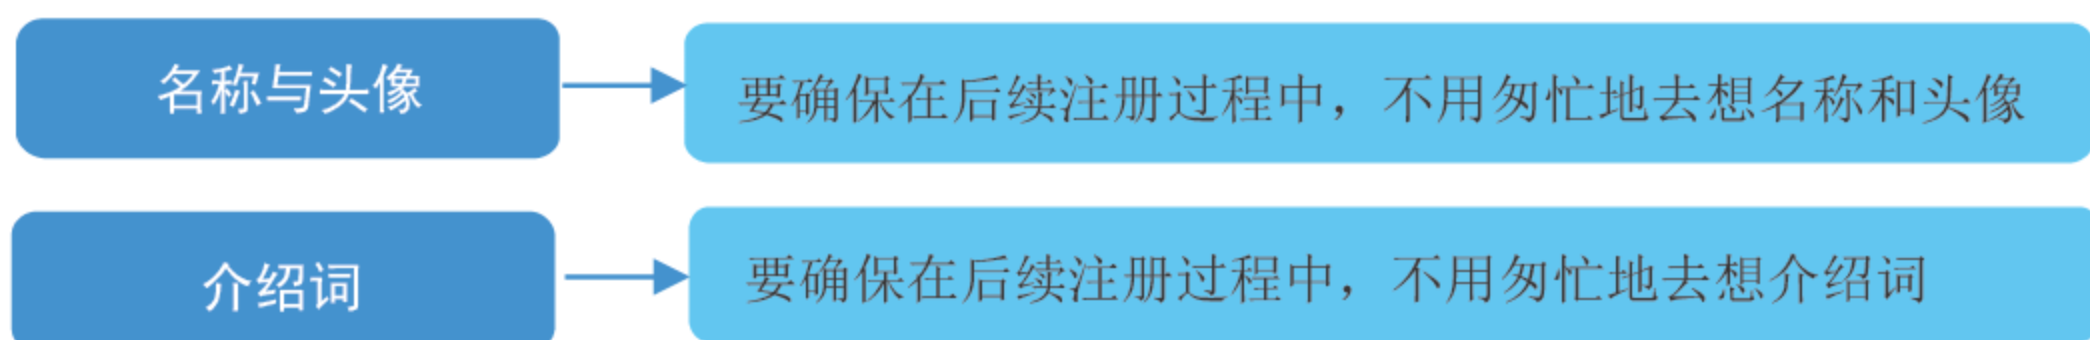 名称与头像
要确保在后续注册过程中，不用匆忙地去想名称和头像
介绍词
要确保在后续注册过程中，不用匆忙地去想介绍词